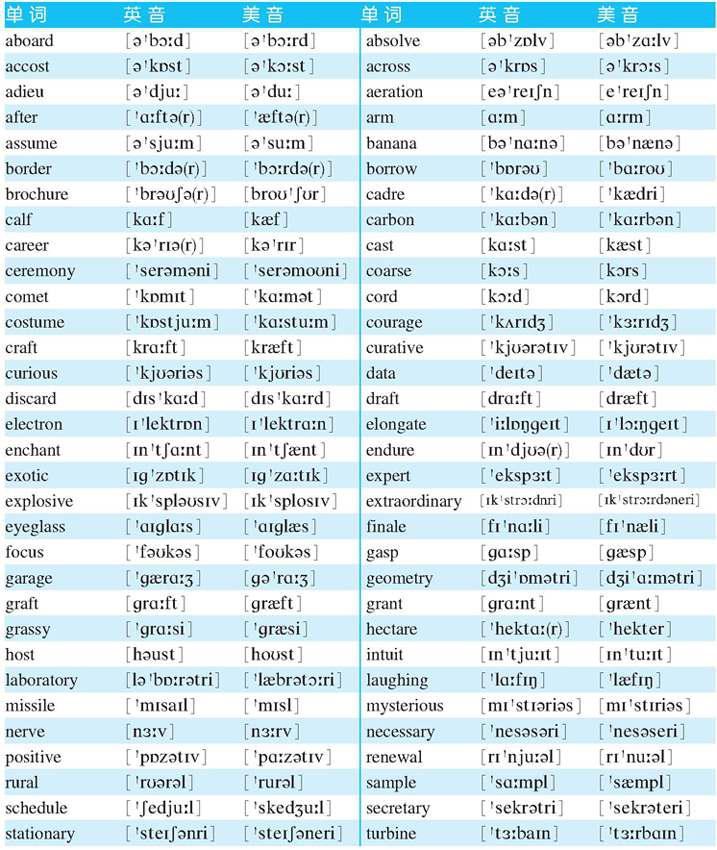 单词 英音 美音 单词 英音 美音
aboard [əˈbɔːd] [əˈbɔːrd] absolve [əbˈzɒlv] [əbˈzɑːlv]
accost [əˈkɒst] [əˈkɔːst] across [əˈkrɒs] [əˈkrɔːs]
adieu [əˈdjuː] [əˈduː] aeration [eəˈreɪʃn] [eˈreɪʃn]
after [ˈɑːftə(r)] [ˈæftə(r)] arm [ɑːm] [ɑːrm]
assume [əˈsjuːm] [əˈsuːm] banana [bəˈnɑːnə] [bəˈnænə]
border [ˈbɔːdə(r)] [ˈbɔːrdə(r)] borrow [ˈbɒrəʊ] [ˈbɑːroʊ]
brochure [ˈbrəʊʃə(r)] [broʊˈʃʊr] cadre [ˈkɑːdə(r)] [ˈkædri]
calf [kɑːf] [kæf] carbon [ˈkɑːbən] [ˈkɑːrbən]
career [kəˈrɪə(r)] [kəˈrɪr] cast [kɑːst] [kæst]
ceremony [ˈserəməni] [ˈserəmoʊni] coarse [kɔːs] [kɔrs]
comet [ˈkɒmɪt] [ˈkɑːmət] cord [kɔːd] [kɔrd]
costume [ˈkɒstjuːm] [ˈkɑːstuːm] courage [ˈkʌrɪdʒ] [ˈkɜːrɪdʒ]
craft [krɑːft] [kræft] curative [ˈkjʊərətɪv] [ˈkjʊrətɪv]
curious [ˈkjʊəriəs] [ˈkjʊriəs] data [ˈdeɪtə] [ˈdætə]
discard [dɪsˈkɑːd] [dɪsˈkɑːrd] draft [drɑːft] [dræft]
electron [ɪˈlektrɒn] [ɪˈlektrɑːn] elongate [ˈiːlɒŋgeɪt] [ɪˈlɔːŋgeɪt]
enchant [ɪnˈtʃɑːnt] [ɪnˈtʃænt] endure [ɪnˈdjʊə(r)] [ɪnˈdʊr]
exotic [ɪgˈzɒtɪk] [ɪgˈzɑːtɪk] expert [ˈekspɜːt] [ˈekspɜːrt]
explosive [ɪkˈspləʊsɪv] [ɪkˈsplosɪv] extraordinary [ɪkˈstrɔːdnri] [ɪkˈstrɔːrdəneri]
eyeglass [ˈaɪglɑːs] [ˈaɪglæs] finale [fɪˈnɑːli] [fɪˈnæli]
focus [ˈfəʊkəs] [ˈfoʊkəs] gasp [gɑːsp] [gæsp]
garage [ˈgærɑːʒ] [gəˈrɑːʒ] geometry [dʒiˈɒmətri] [dʒiˈɑːmətri]
graft [grɑːft] [græft] grant [grɑːnt] [grænt]
grassy [ˈgrɑːsi] [ˈgræsi] hectare [ˈhektɑː(r)] [ˈhekter]
host [həust] [hoʊst] intuit [ɪnˈtjuːɪt] [ɪnˈtuːɪt]
laboratory [ləˈbɒrətri] [ˈlæbrətɔːri] laughing [ˈlɑːfɪŋ] [ˈlæfɪŋ]
missile [ˈmɪsaɪl] [ˈmɪsl] mysterious [mɪˈstɪəriəs] [mɪˈstɪriəs]
nerve [nɜːv] [nɜːrv] necessary [ˈnesəsəri] [ˈnesəseri]
positive [ˈpɒzətɪv] [ˈpɑːzətɪv] renewal [rɪˈnjuːəl] [rɪˈnuːəl]
rural [ˈrʊərəl] [ˈrurəl] sample [ˈsɑːmpl] [ˈsæmpl]
schedule [ˈʃedjuːl] [ˈskedʒuːl] secretary [ˈsekrətri] [ˈsekrəteri]
stationary [ˈsteɪʃənri] [ˈsteɪʃəneri] turbine [ˈtɜːbaɪn] [ˈtɜːrbaɪn]